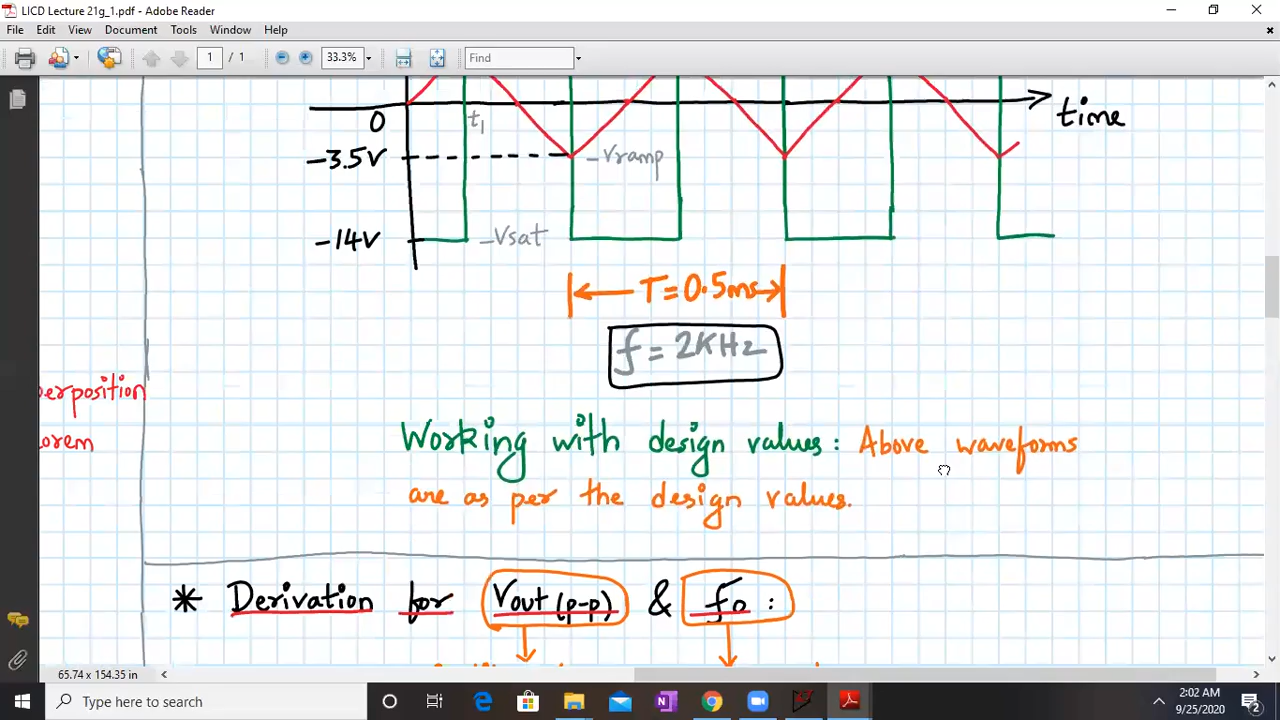 LICD Lecture 21g_1.pdf - Adobe Reader
File Edit View Document Tools Window Help
1 / 1 33.3% Find
0 t1 time
-3.5V -Vramp
-14V -Vsat
T=0.5ms
f = 2KHz
erposition
orem
Working with design values: Above waveforms
are as per the design values.
* Derivation for Vout (p-p) & fo :
65.74 x 154.35 in
Type here to search
2:02 AM
9/25/2020
2